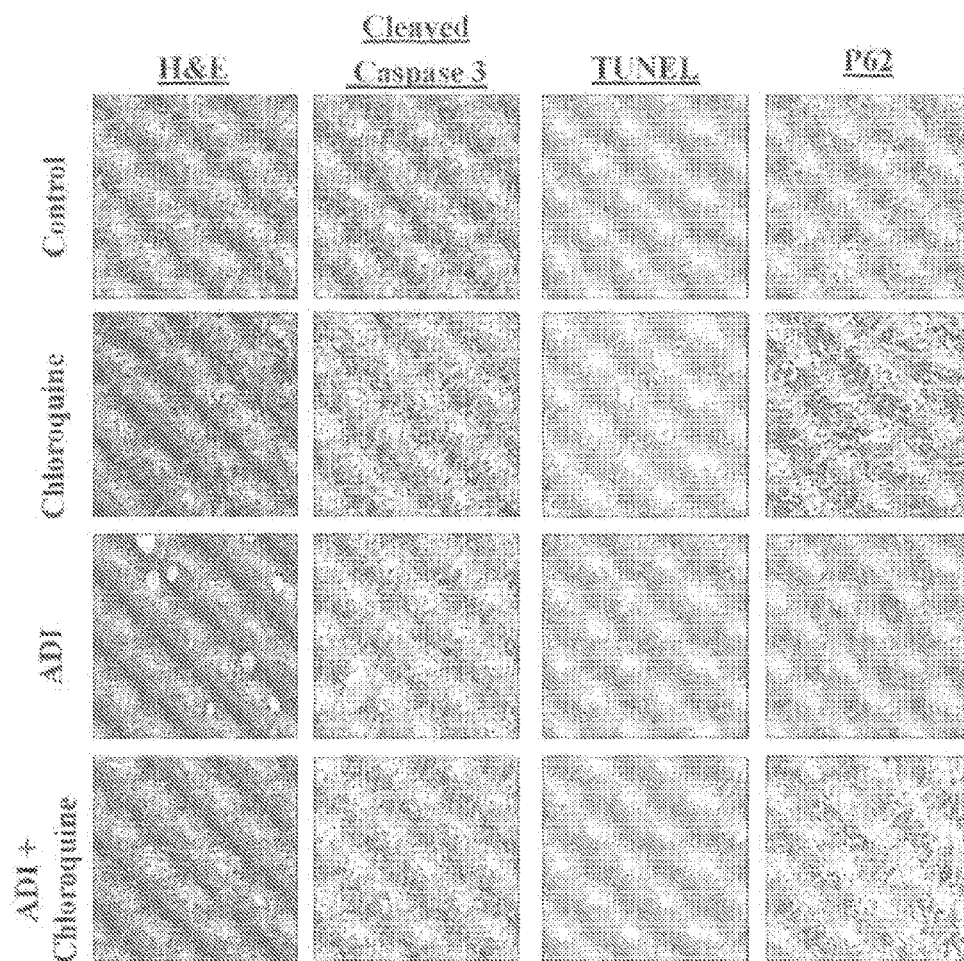 H&E
Cleaved
Caspase 3
TUNEL
P62
Control
Chloroquine
ADI
ADI +
Chloroquine